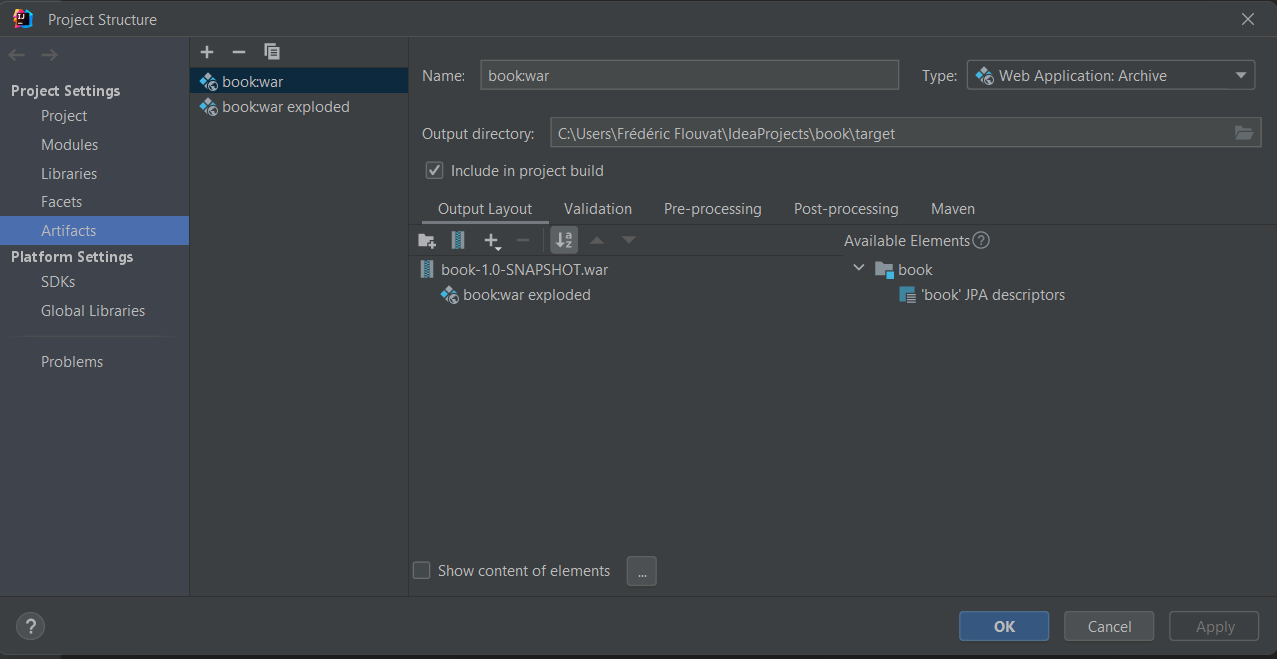 Project Structure
Project Settings
Project
Modules
Libraries
Facets
Artifacts
Platform Settings
SDKs
Global Libraries
Problems
book:war
book:war exploded
Name: book:war Type: Web Application: Archive
Output directory: C:\Users\Frédéric Flouvat\IdeaProjects\book\target
Include in project build
Output Layout Validation Pre-processing Post-processing Maven
book-1.0-SNAPSHOT.war
book:war exploded
Available Elements ?
book
'book' JPA descriptors
Show content of elements ...
? OK Cancel Apply